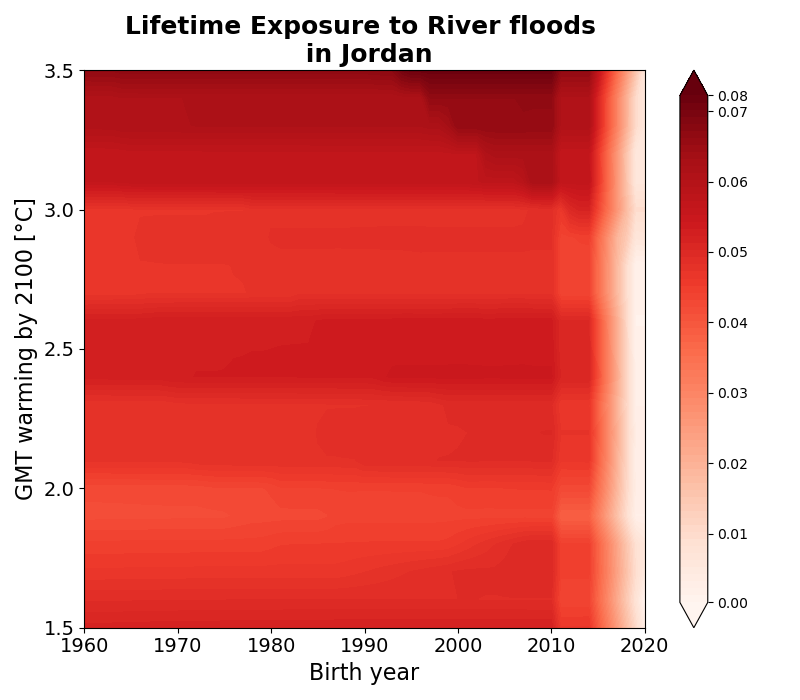 Lifetime Exposure to River floods
in Jordan
GMT warming by 2100 [°C]
3.5
3.0
2.5
2.0
1.5
1960 1970 1980 1990 2000 2010 2020
Birth year
0.08
0.07
0.06
0.05
0.04
0.03
0.02
0.01
0.00